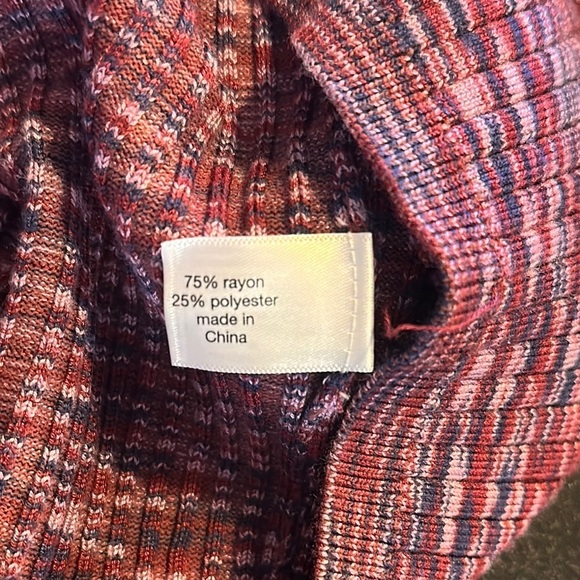 75% rayon
25% polyester
made in
China